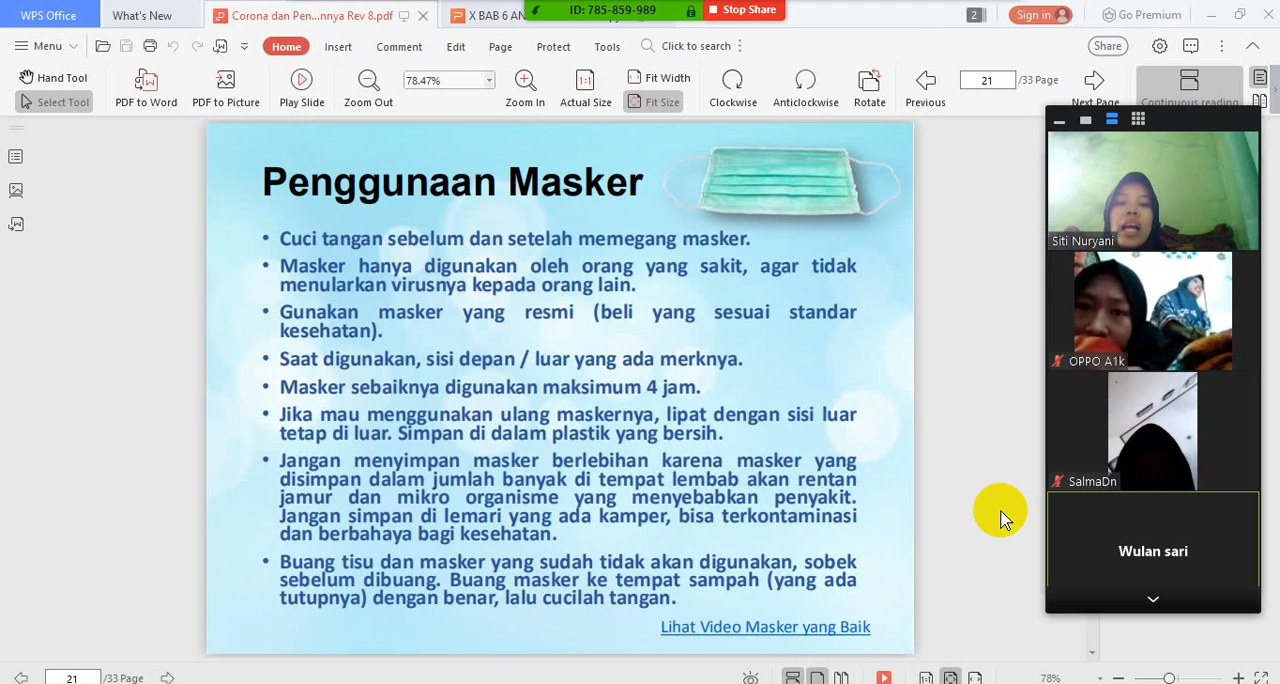 WPS Office
What's New
Corona dan Pen...nnya Rev 8.pdf
X BAB 6 AN
ID: 785-859-989
Stop Share
2
Sign in
Go Premium
Menu
Home
Insert
Comment
Edit
Page
Protect
Tools
Click to search
Share
Hand Tool
Select Tool
PDF to Word
PDF to Picture
Play Slide
Zoom Out
78.47%
Zoom In
1:1
Actual Size
Fit Width
Fit Size
Clockwise
Anticlockwise
Rotate
Previous
21
/33 Page
Next Page
Continuous reading
Penggunaan Masker
• Cuci tangan sebelum dan setelah memegang masker.
• Masker hanya digunakan oleh orang yang sakit, agar tidak
menularkan virusnya kepada orang lain.
• Gunakan masker yang resmi (beli yang sesuai standar
kesehatan).
• Saat digunakan, sisi depan / luar yang ada merknya.
• Masker sebaiknya digunakan maksimum 4 jam.
• Jika mau menggunakan ulang maskernya, lipat dengan sisi luar
tetap di luar. Simpan di dalam plastik yang bersih.
• Jangan menyimpan masker berlebihan karena masker yang
disimpan dalam jumlah banyak di tempat lembab akan rentan
jamur dan mikro organisme yang menyebabkan penyakit.
Jangan simpan di lemari yang ada kamper, bisa terkontaminasi
dan berbahaya bagi kesehatan.
• Buang tisu dan masker yang sudah tidak akan digunakan, sobek
sebelum dibuang. Buang masker ke tempat sampah (yang ada
tutupnya) dengan benar, lalu cucilah tangan.
Lihat Video Masker yang Baik
Siti Nuryani
OPPO A1k
SalmaDn
Wulan sari
21
/33 Page
78%